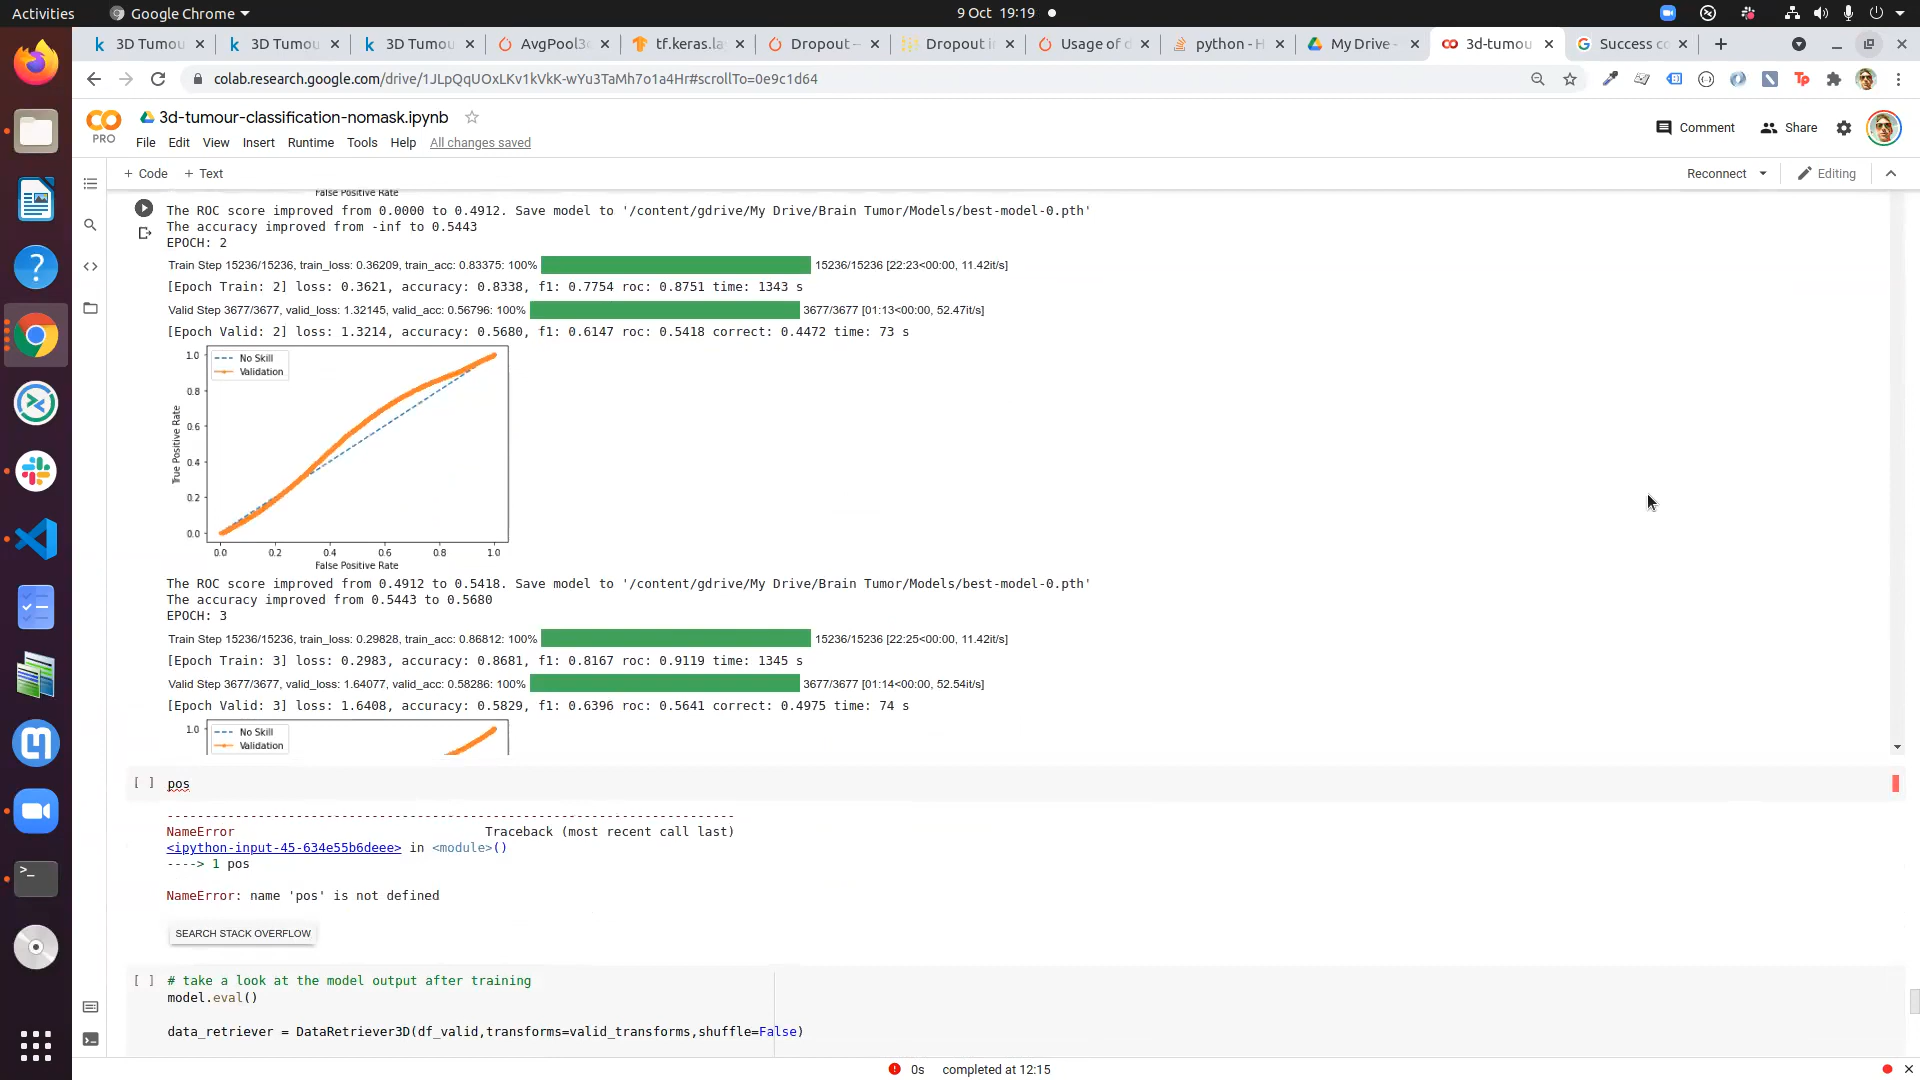 Activities
Google Chrome
9 Oct 19:19
3D Tumou
3D Tumou
3D Tumou
AvgPool3
tf.keras.la
Dropout –
Dropout i
Usage of d
python - H
My Drive -
3d-tumou
Success co
colab.research.google.com/drive/1JLpQqUOxLKv1kVkK-wYu3TaMh7o1a4Hr#scrollTo=0e9c1d64
PRO
3d-tumour-classification-nomask.ipynb
File Edit View Insert Runtime Tools Help All changes saved
Comment
Share
+ Code + Text
Reconnect
Editing
False Positive Rate
The ROC score improved from 0.0000 to 0.4912. Save model to '/content/gdrive/My Drive/Brain Tumor/Models/best-model-0.pth'
The accuracy improved from -inf to 0.5443
EPOCH: 2
Train Step 15236/15236, train_loss: 0.36209, train_acc: 0.83375: 100% 15236/15236 [22:23<00:00, 11.42it/s]
[Epoch Train: 2] loss: 0.3621, accuracy: 0.8338, f1: 0.7754 roc: 0.8751 time: 1343 s
Valid Step 3677/3677, valid_loss: 1.32145, valid_acc: 0.56796: 100% 3677/3677 [01:13<00:00, 52.47it/s]
[Epoch Valid: 2] loss: 1.3214, accuracy: 0.5680, f1: 0.6147 roc: 0.5418 correct: 0.4472 time: 73 s
1.0
No Skill
Validation
0.8
0.6
0.4
0.2
0.0
True Positive Rate
0.0 0.2 0.4 0.6 0.8 1.0
False Positive Rate
The ROC score improved from 0.4912 to 0.5418. Save model to '/content/gdrive/My Drive/Brain Tumor/Models/best-model-0.pth'
The accuracy improved from 0.5443 to 0.5680
EPOCH: 3
Train Step 15236/15236, train_loss: 0.29828, train_acc: 0.86812: 100% 15236/15236 [22:25<00:00, 11.42it/s]
[Epoch Train: 3] loss: 0.2983, accuracy: 0.8681, f1: 0.8167 roc: 0.9119 time: 1345 s
Valid Step 3677/3677, valid_loss: 1.64077, valid_acc: 0.58286: 100% 3677/3677 [01:14<00:00, 52.54it/s]
[Epoch Valid: 3] loss: 1.6408, accuracy: 0.5829, f1: 0.6396 roc: 0.5641 correct: 0.4975 time: 74 s
1.0
No Skill
Validation
[ ] pos
---------------------------------------------------------------------------
NameError Traceback (most recent call last)
<ipython-input-45-634e55b6deee> in <module>()
----> 1 pos
NameError: name 'pos' is not defined
SEARCH STACK OVERFLOW
[ ] # take a look at the model output after training
model.eval()
data_retriever = DataRetriever3D(df_valid,transforms=valid_transforms,shuffle=False)
0s completed at 12:15